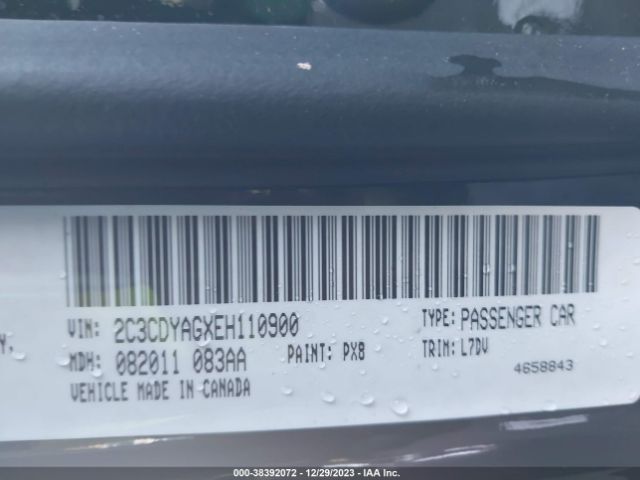 VIN: 2C3CDYAGXEH110900 TYPE: PASSENGER CAR
Y, MDH: 082011 083AA PAINT: PX8 TRIM: L7DV
VEHICLE MADE IN CANADA 4658843
000-38392072 - 12/29/2023 - IAA Inc.